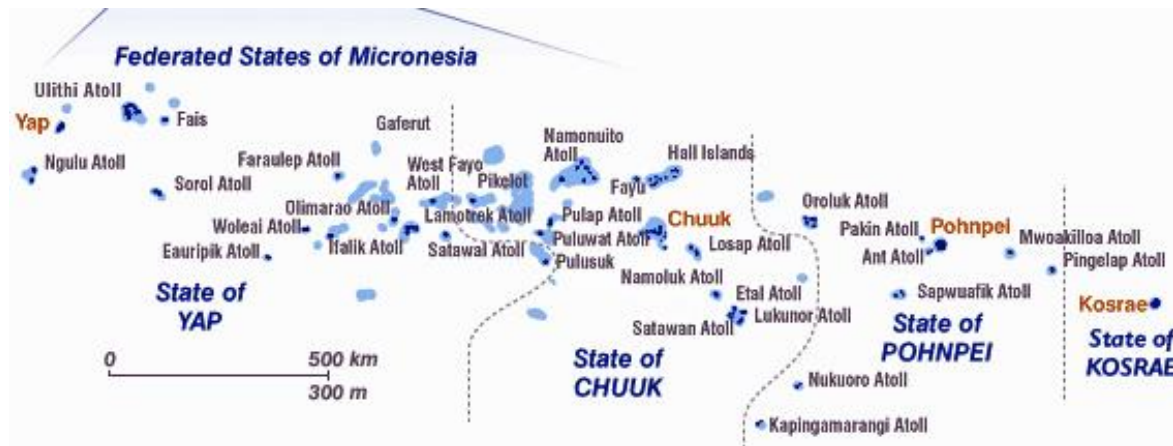 Federated States of Micronesia
Ulithi Atoll
Yap
Fais
Gaferut
Namonuito
Atoll
Hall Islands
Ngulu Atoll
Faraulep Atoll
West Fayo
Atoll
Pikelot
Fayu
Sorol Atoll
Olimarao Atoll
Lamotrek Atoll
Pulap Atoll
Chuuk
Oroluk Atoll
Woleai Atoll
Ifalik Atoll
Satawal Atoll
Puluwat Atoll
Losap Atoll
Pakin Atoll
Pohnpei
Mwoakilloa Atoll
Eauripik Atoll
Pulusuk
Ant Atoll
Pingelap Atoll
Namoluk Atoll
Etal Atoll
Sapwuafik Atoll
Kosrae
State of
YAP
Satawan Atoll
Lukunor Atoll
State of
POHNPEI
State of
KOSRAE
0
500 km
300 m
State of
CHUUK
Nukuoro Atoll
Kapingamarangi Atoll